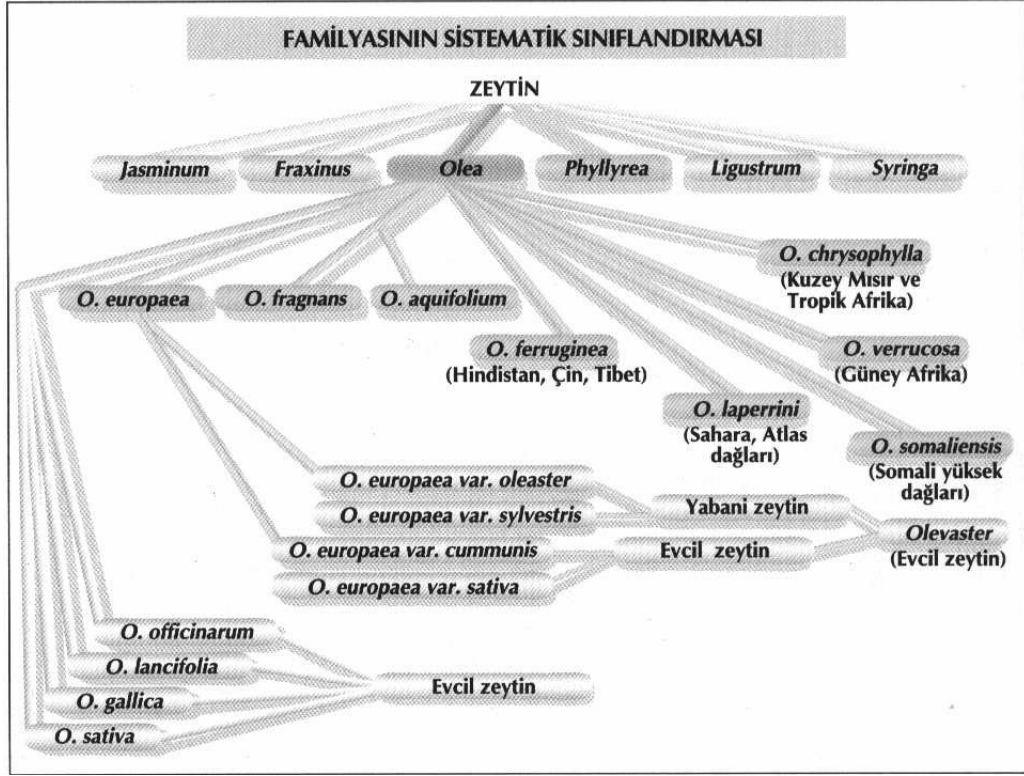 FAMİLYASININ SİSTEMATİK SINIFLANDIRMASI
ZEYTİN
Jasminum
Fraxinus
Olea
Phyllyrea
Ligustrum
Syringa
O. chrysophylla
(Kuzey Mısır ve
Tropik Afrika)
O. europaea
O. fragnans
O. aquifolium
O. ferruginea
(Hindistan, Çin, Tibet)
O. verrucosa
(Güney Afrika)
O. laperrini
(Sahara, Atlas
dağları)
O. somaliensis
(Somali yüksek
dağları)
O. europaea var. oleaster
O. europaea var. sylvestris
Yabani zeytin
O. europaea var. cummunis
O. europaea var. sativa
Evcil zeytin
Olevaster
(Evcil zeytin)
O. officinarum
O. lancifolia
O. gallica
O. sativa
Evcil zeytin